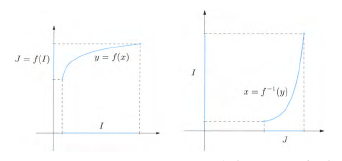 J = f(I)
y = f(x)
I
I
x = f⁻¹(y)
J